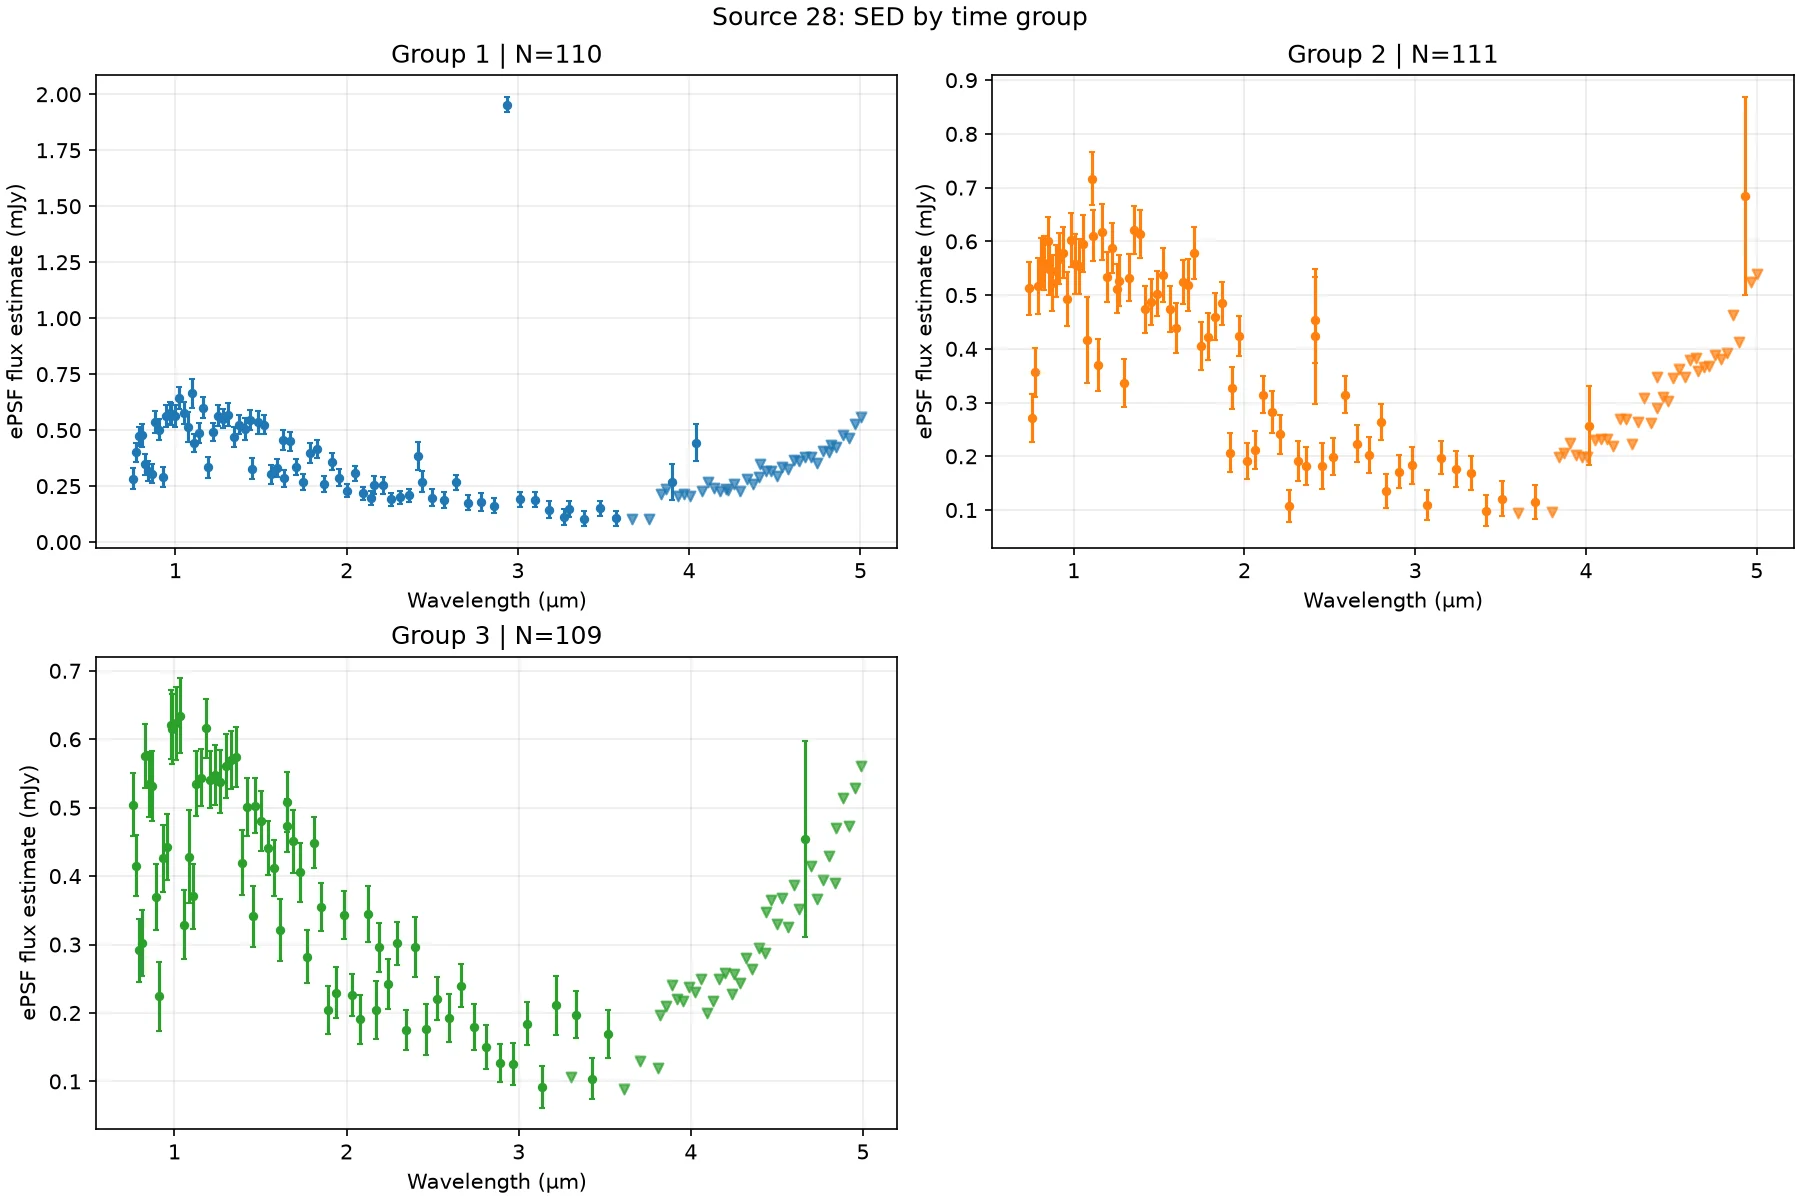 Source 28: SED by time group
Group 1 | N=110
ePSF flux estimate (mJy)
2.00
1.75
1.50
1.25
1.00
0.75
0.50
0.25
0.00
1 2 3 4 5
Wavelength (μm)
Group 2 | N=111
ePSF flux estimate (mJy)
0.9
0.8
0.7
0.6
0.5
0.4
0.3
0.2
0.1
1 2 3 4 5
Wavelength (μm)
Group 3 | N=109
ePSF flux estimate (mJy)
0.7
0.6
0.5
0.4
0.3
0.2
0.1
1 2 3 4 5
Wavelength (μm)